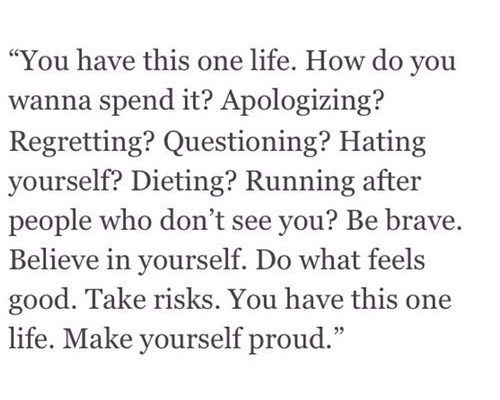 “You have this one life. How do you
wanna spend it? Apologizing?
Regretting? Questioning? Hating
yourself? Dieting? Running after
people who don’t see you? Be brave.
Believe in yourself. Do what feels
good. Take risks. You have this one
life. Make yourself proud.”